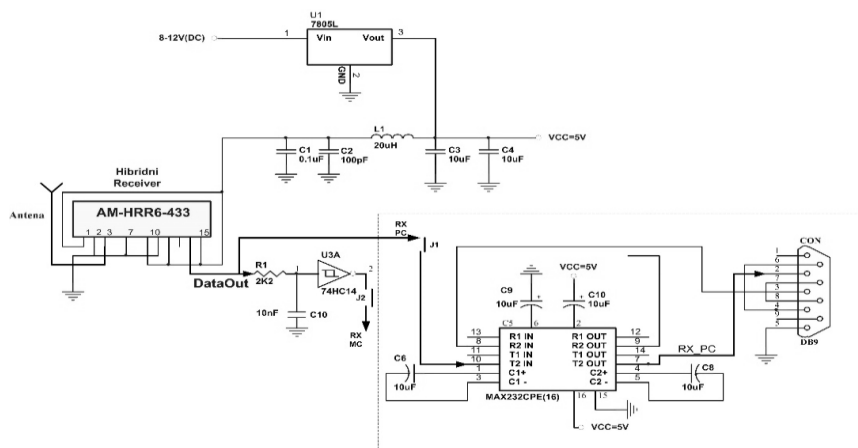 U1
7805L
8-12V(DC)
1
Vin
Vout
3
GND
2
L1
20uH
VCC=5V
C1
0.1uF
C2
100pF
C3
10uF
C4
10uF
Hibridni
Receiver
Antena
AM-HRR6-433
1 2 3 7 10 15
DataOut
R1
2K2
1
U3A
74HC14
2
J2
10nF
C10
RX
MC
RX
PC
J1
C9
10uF
+
VCC=5V
C10
10uF
+
C5
6
2
13
R1 IN
R1 OUT
12
8
R2 IN
R2 OUT
9
11
T1 IN
T1 OUT
14
10
T2 IN
T2 OUT
7
1
C1+
C2+
4
3
C1 -
C2 -
5
RX_PC
C6
10uF
C8
10uF
MAX232CPE(16)
16
15
VCC=5V
CON
1
6
2
7
3
8
4
9
5
DB9